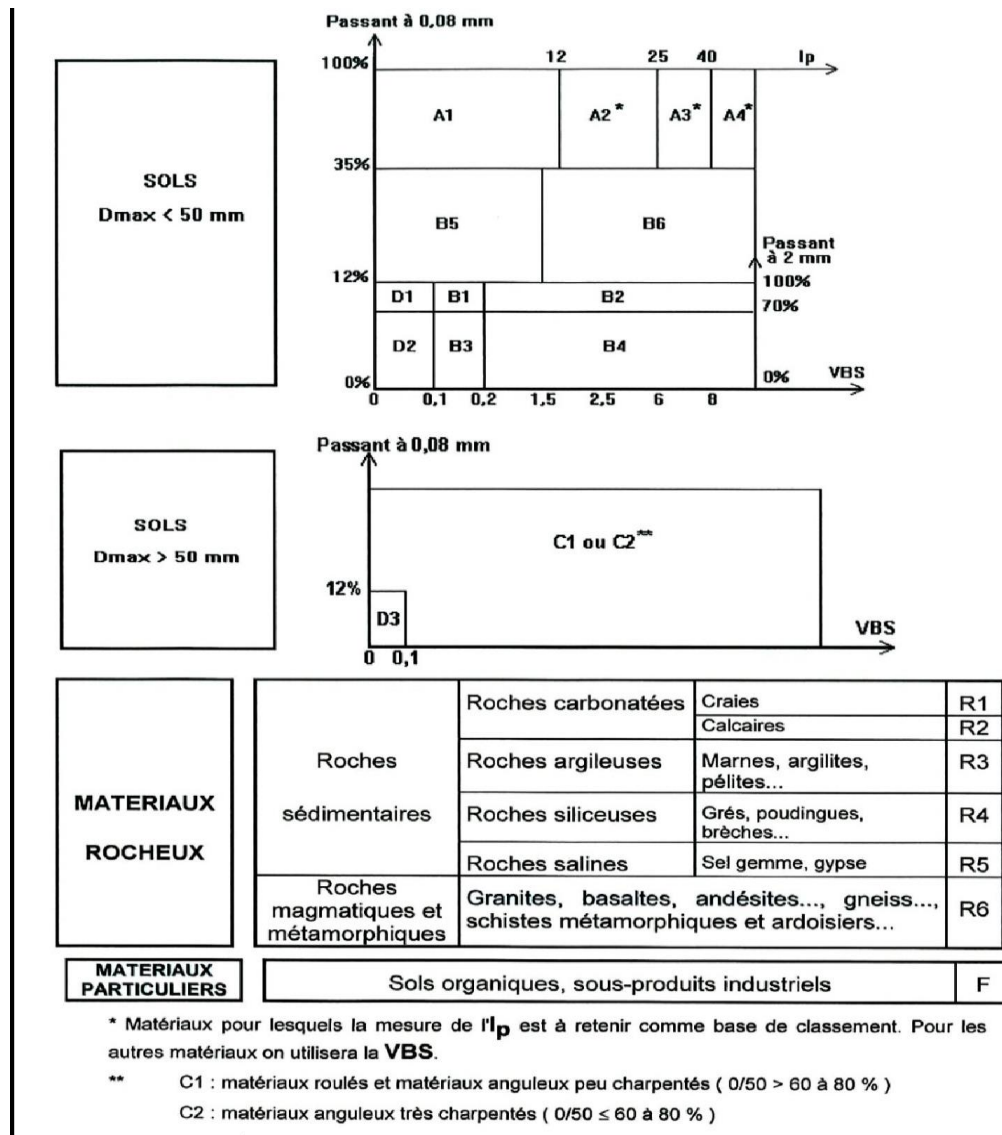 Passant à 0,08 mm
100%
12 25 40 Ip
A1 A2* A3* A4*
35%
SOLS
Dmax < 50 mm
B5 B6
Passant
à 2 mm
12%
100%
D1 B1 B2
70%
D2 B3 B4
0% 0% VBS
0 0,1 0,2 1,5 2,5 6 8
Passant à 0,08 mm
SOLS
Dmax > 50 mm
C1 ou C2**
12%
D3
VBS
0 0,1
MATERIAUX
ROCHEUX
Roches
sédimentaires
Roches carbonatées Craies R1
Calcaires R2
Roches argileuses Marnes, argilites, R3
pélites...
Roches siliceuses Grés, poudingues, R4
brèches...
Roches salines Sel gemme, gypse R5
Roches
magmatiques et
métamorphiques
Granites, basaltes, andésites..., gneiss..., R6
schistes métamorphiques et ardoisiers...
MATERIAUX
PARTICULIERS
Sols organiques, sous-produits industriels F
* Matériaux pour lesquels la mesure de l'Ip est à retenir comme base de classement. Pour les
autres matériaux on utilisera la VBS.
** C1 : matériaux roulés et matériaux anguleux peu charpentés ( 0/50 > 60 à 80 % )
C2 : matériaux anguleux très charpentés ( 0/50 ≤ 60 à 80 % )